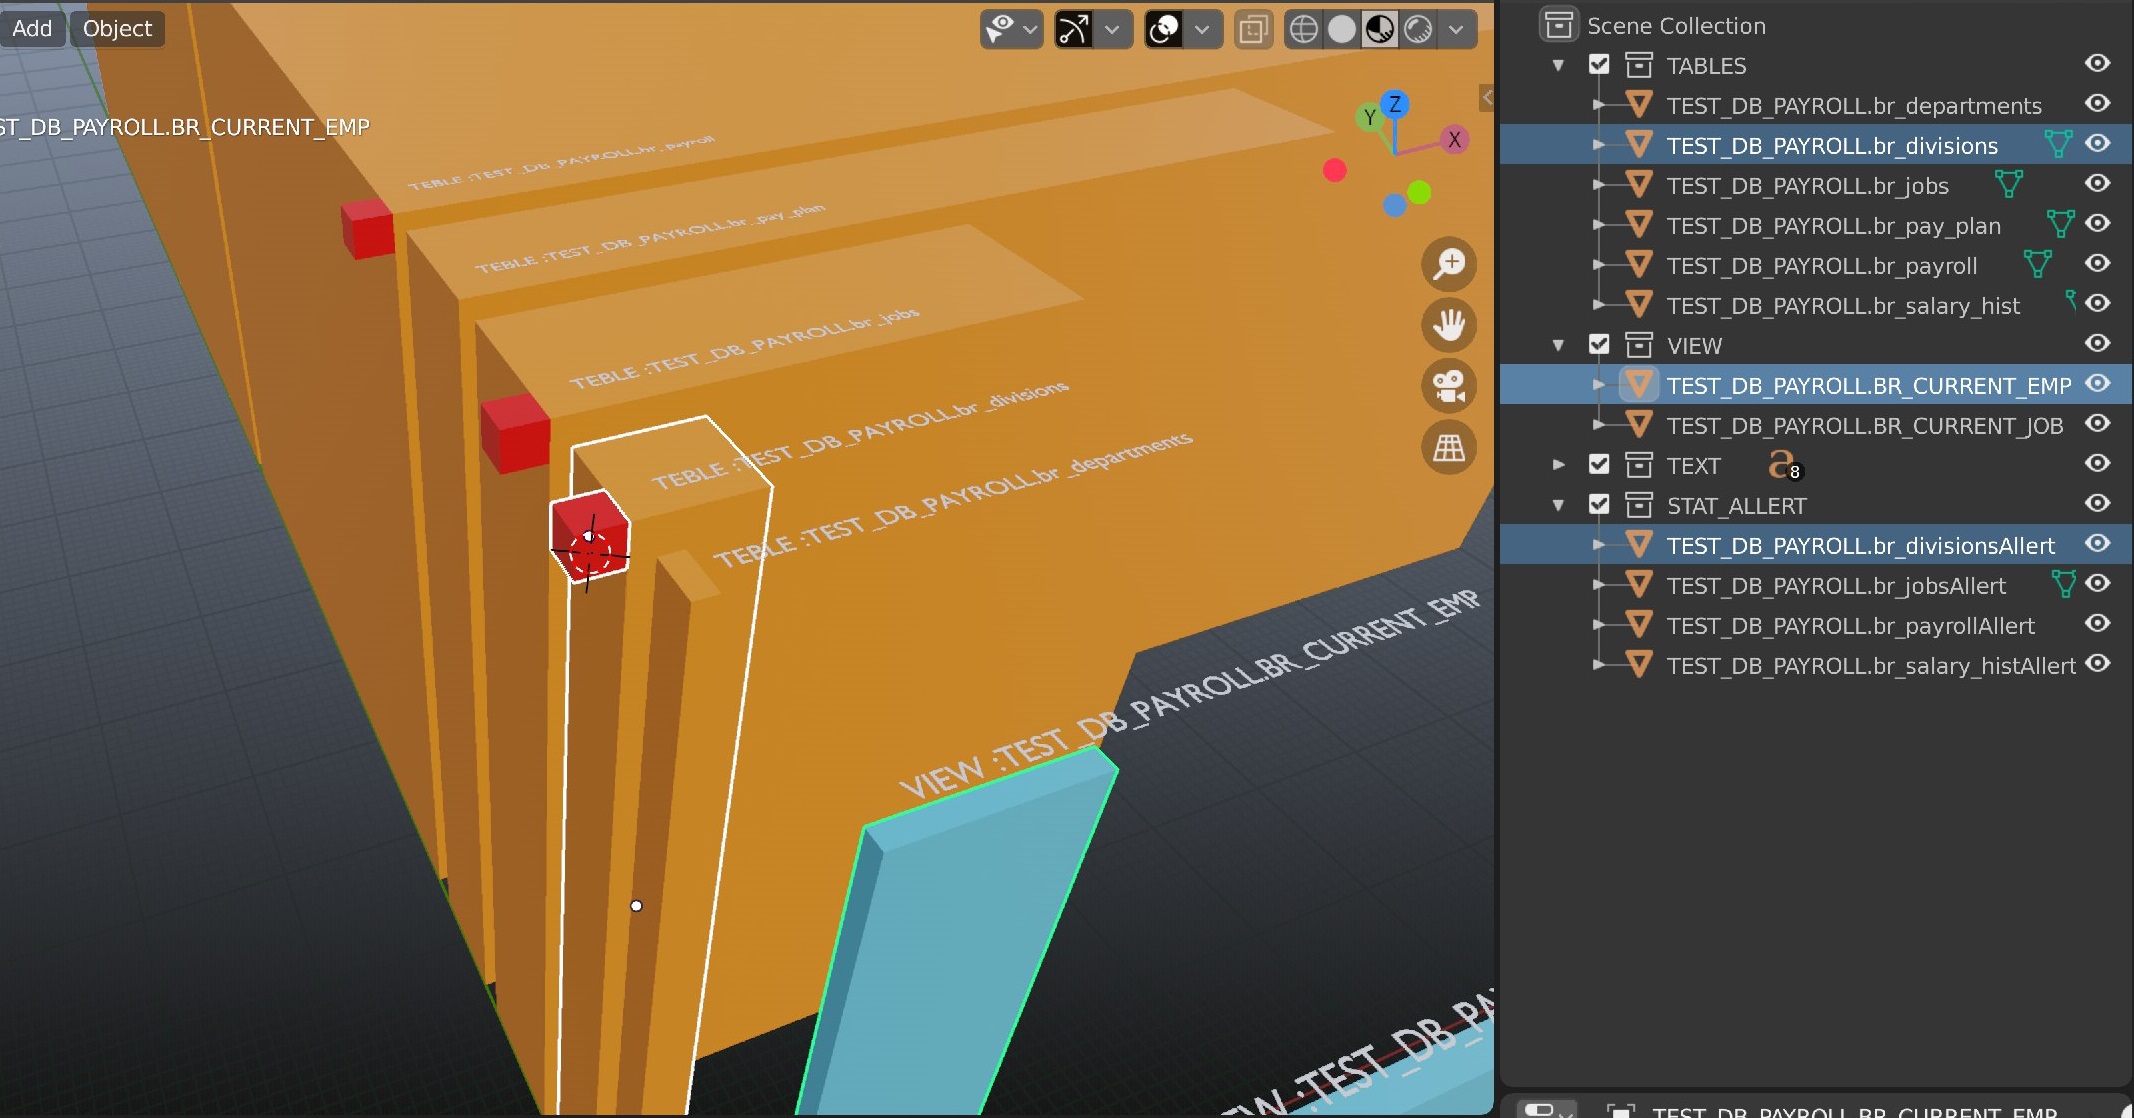 Add Object
ST_DB_PAYROLL.BR_CURRENT_EMP
TEBLE :TEST_DB_PAYROLL.br_payroll
TEBLE :TEST_DB_PAYROLL.br_pay_plan
TEBLE :TEST_DB_PAYROLL.br_jobs
TEBLE :TEST_DB_PAYROLL.br_divisions
TEBLE :TEST_DB_PAYROLL.br_departments
VIEW :TEST_DB_PAYROLL.BR_CURRENT_EMP
EW :TEST_DB_PA
Z
Y
X
Scene Collection
TABLES
TEST_DB_PAYROLL.br_departments
TEST_DB_PAYROLL.br_divisions
TEST_DB_PAYROLL.br_jobs
TEST_DB_PAYROLL.br_pay_plan
TEST_DB_PAYROLL.br_payroll
TEST_DB_PAYROLL.br_salary_hist
VIEW
TEST_DB_PAYROLL.BR_CURRENT_EMP
TEST_DB_PAYROLL.BR_CURRENT_JOB
TEXT a 8
STAT_ALLERT
TEST_DB_PAYROLL.br_divisionsAllert
TEST_DB_PAYROLL.br_jobsAllert
TEST_DB_PAYROLL.br_payrollAllert
TEST_DB_PAYROLL.br_salary_histAllert
TEST_DB_PAYROLL.BR_CURRENT_EMP